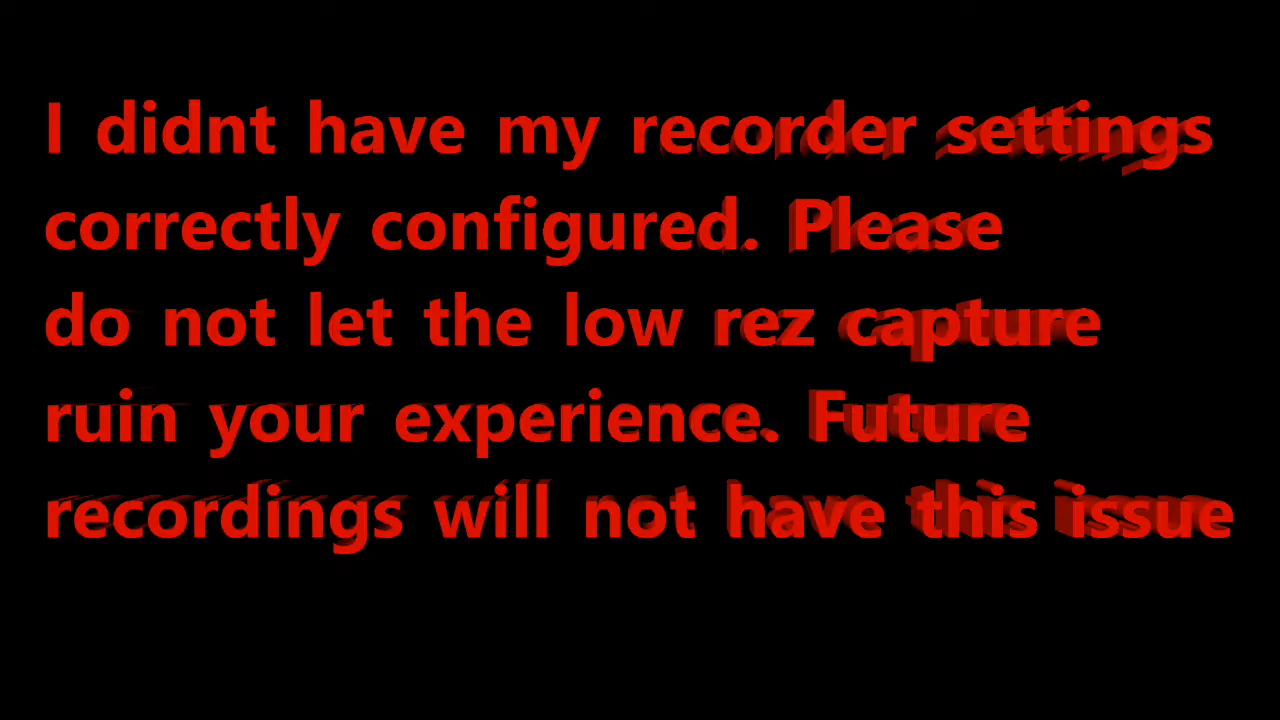 I didnt have my recorder settings
correctly configured. Please
do not let the low rez capture
ruin your experience. Future
recordings will not have this issue